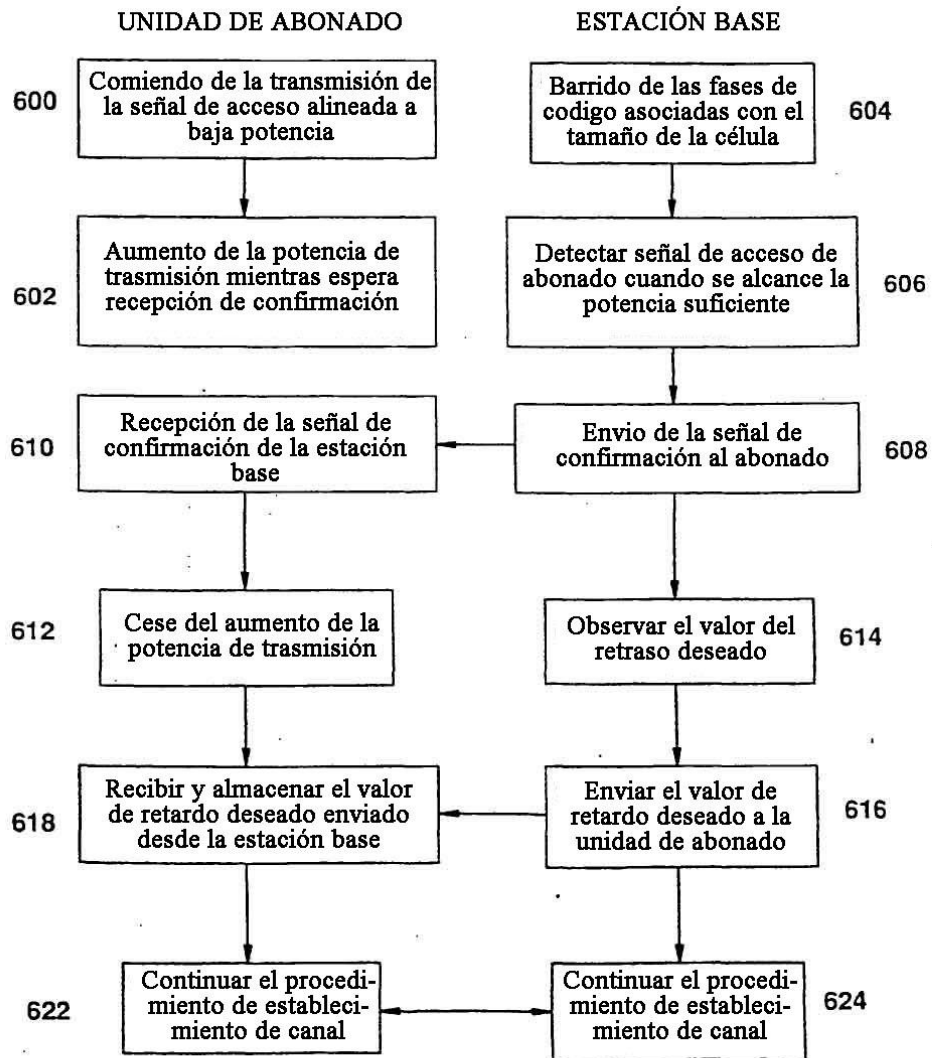 UNIDAD DE ABONADO
ESTACIÓN BASE
600
Comiendo de la transmisión de
la señal de acceso alineada a
baja potencia
Barrido de las fases de
codigo asociadas con el
tamaño de la célula
604
602
Aumento de la potencia de
trasmisión mientras espera
recepción de confirmación
Detectar señal de acceso de
abonado cuando se alcance la
potencia suficiente
606
610
Recepción de la señal de
confirmación de la estación
base
Envio de la señal de
confirmación al abonado
608
612
Cese del aumento de la
potencia de trasmisión
Observar el valor del
retraso deseado
614
618
Recibir y almacenar el valor
de retardo deseado enviado
desde la estación base
Enviar el valor de
retardo deseado a la
unidad de abonado
616
622
Continuar el procedi-
miento de estableci-
miento de canal
Continuar el procedi-
miento de estableci-
miento de canal
624